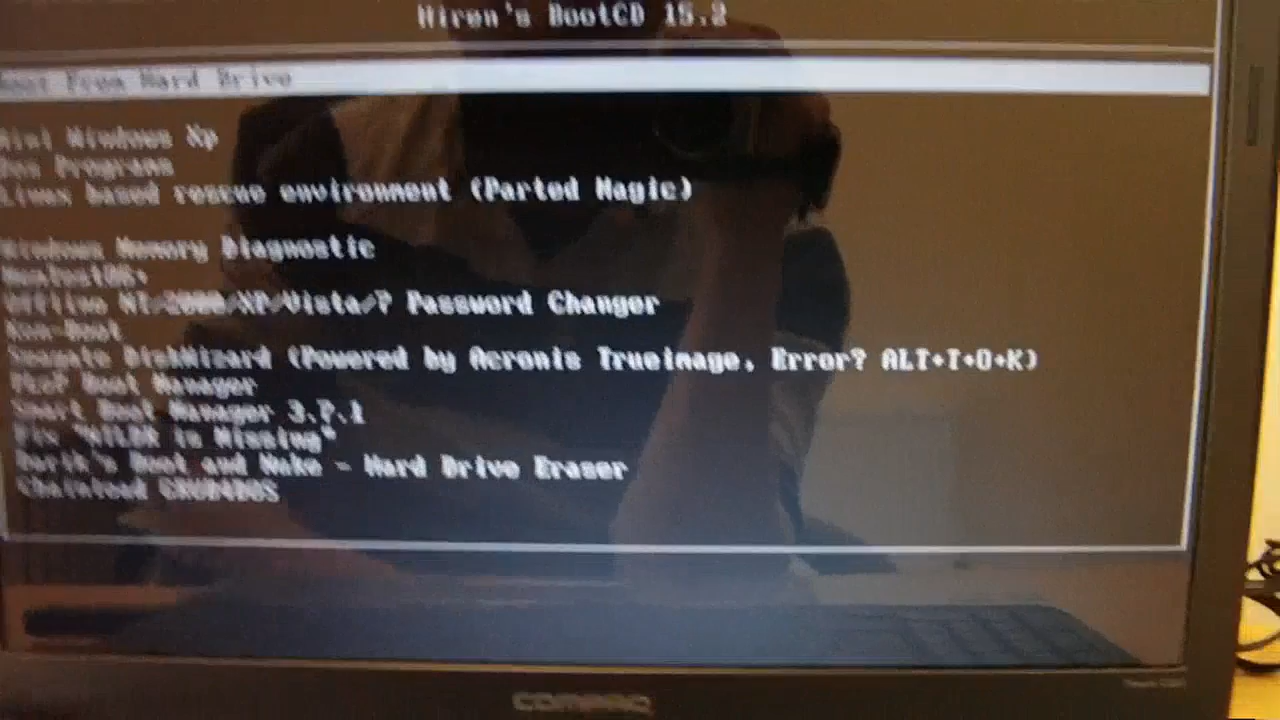 Hiren's BootCD 15.2
Boot From Hard Drive
Mini Windows Xp
Dos Programs
Linux based rescue environment (Parted Magic)
Windows Memory Diagnostic
MemTest86+
Offline NT/2000/XP/Vista/7 Password Changer
Kon-Boot
Seagate DiskWizard (Powered by Acronis TrueImage, Error? ALT+T+O+K)
PLoP Boot Manager
Smart Boot Manager 3.7.1
Fix "NTLDR is Missing"
Darik's Boot and Nuke - Hard Drive Eraser
Chainload GRUB4DOS
COMPAQ